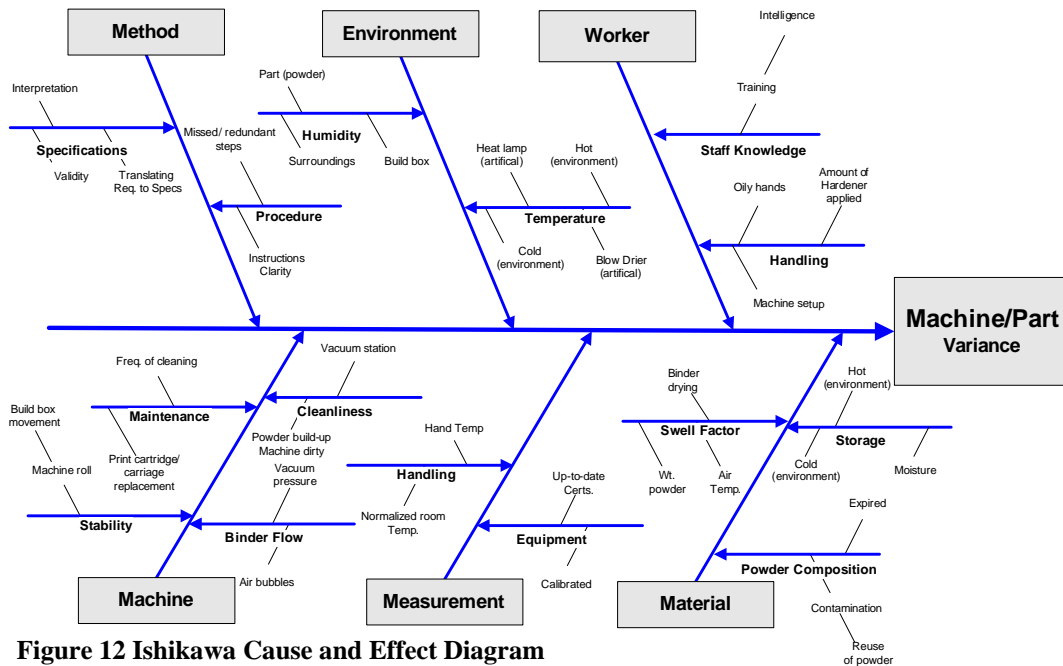 Method
Environment
Worker
Intelligence
Training
Staff Knowledge
Interpretation
Specifications
Validity
Translating
Req. to Specs
Missed/ redundant
steps
Procedure
Instructions
Clarity
Part (powder)
Humidity
Surroundings
Build box
Heat lamp
(artifical)
Hot
(environment)
Temperature
Cold
(environment)
Blow Drier
(artifical)
Oily hands
Amount of
Hardener
applied
Handling
Machine setup
Machine/Part
Variance
Freq. of cleaning
Maintenance
Print cartridge/
carriage
replacement
Vacuum station
Cleanliness
Powder build-up
Machine dirty
Build box
movement
Machine roll
Stability
Vacuum
pressure
Binder Flow
Air bubbles
Hand Temp
Handling
Normalized room
Temp.
Up-to-date
Certs.
Equipment
Calibrated
Binder
drying
Swell Factor
Wt.
powder
Air
Temp.
Hot
(environment)
Storage
Cold
(environment)
Moisture
Expired
Powder Composition
Contamination
Reuse
of powder
Machine
Measurement
Material
Figure 12 Ishikawa Cause and Effect Diagram